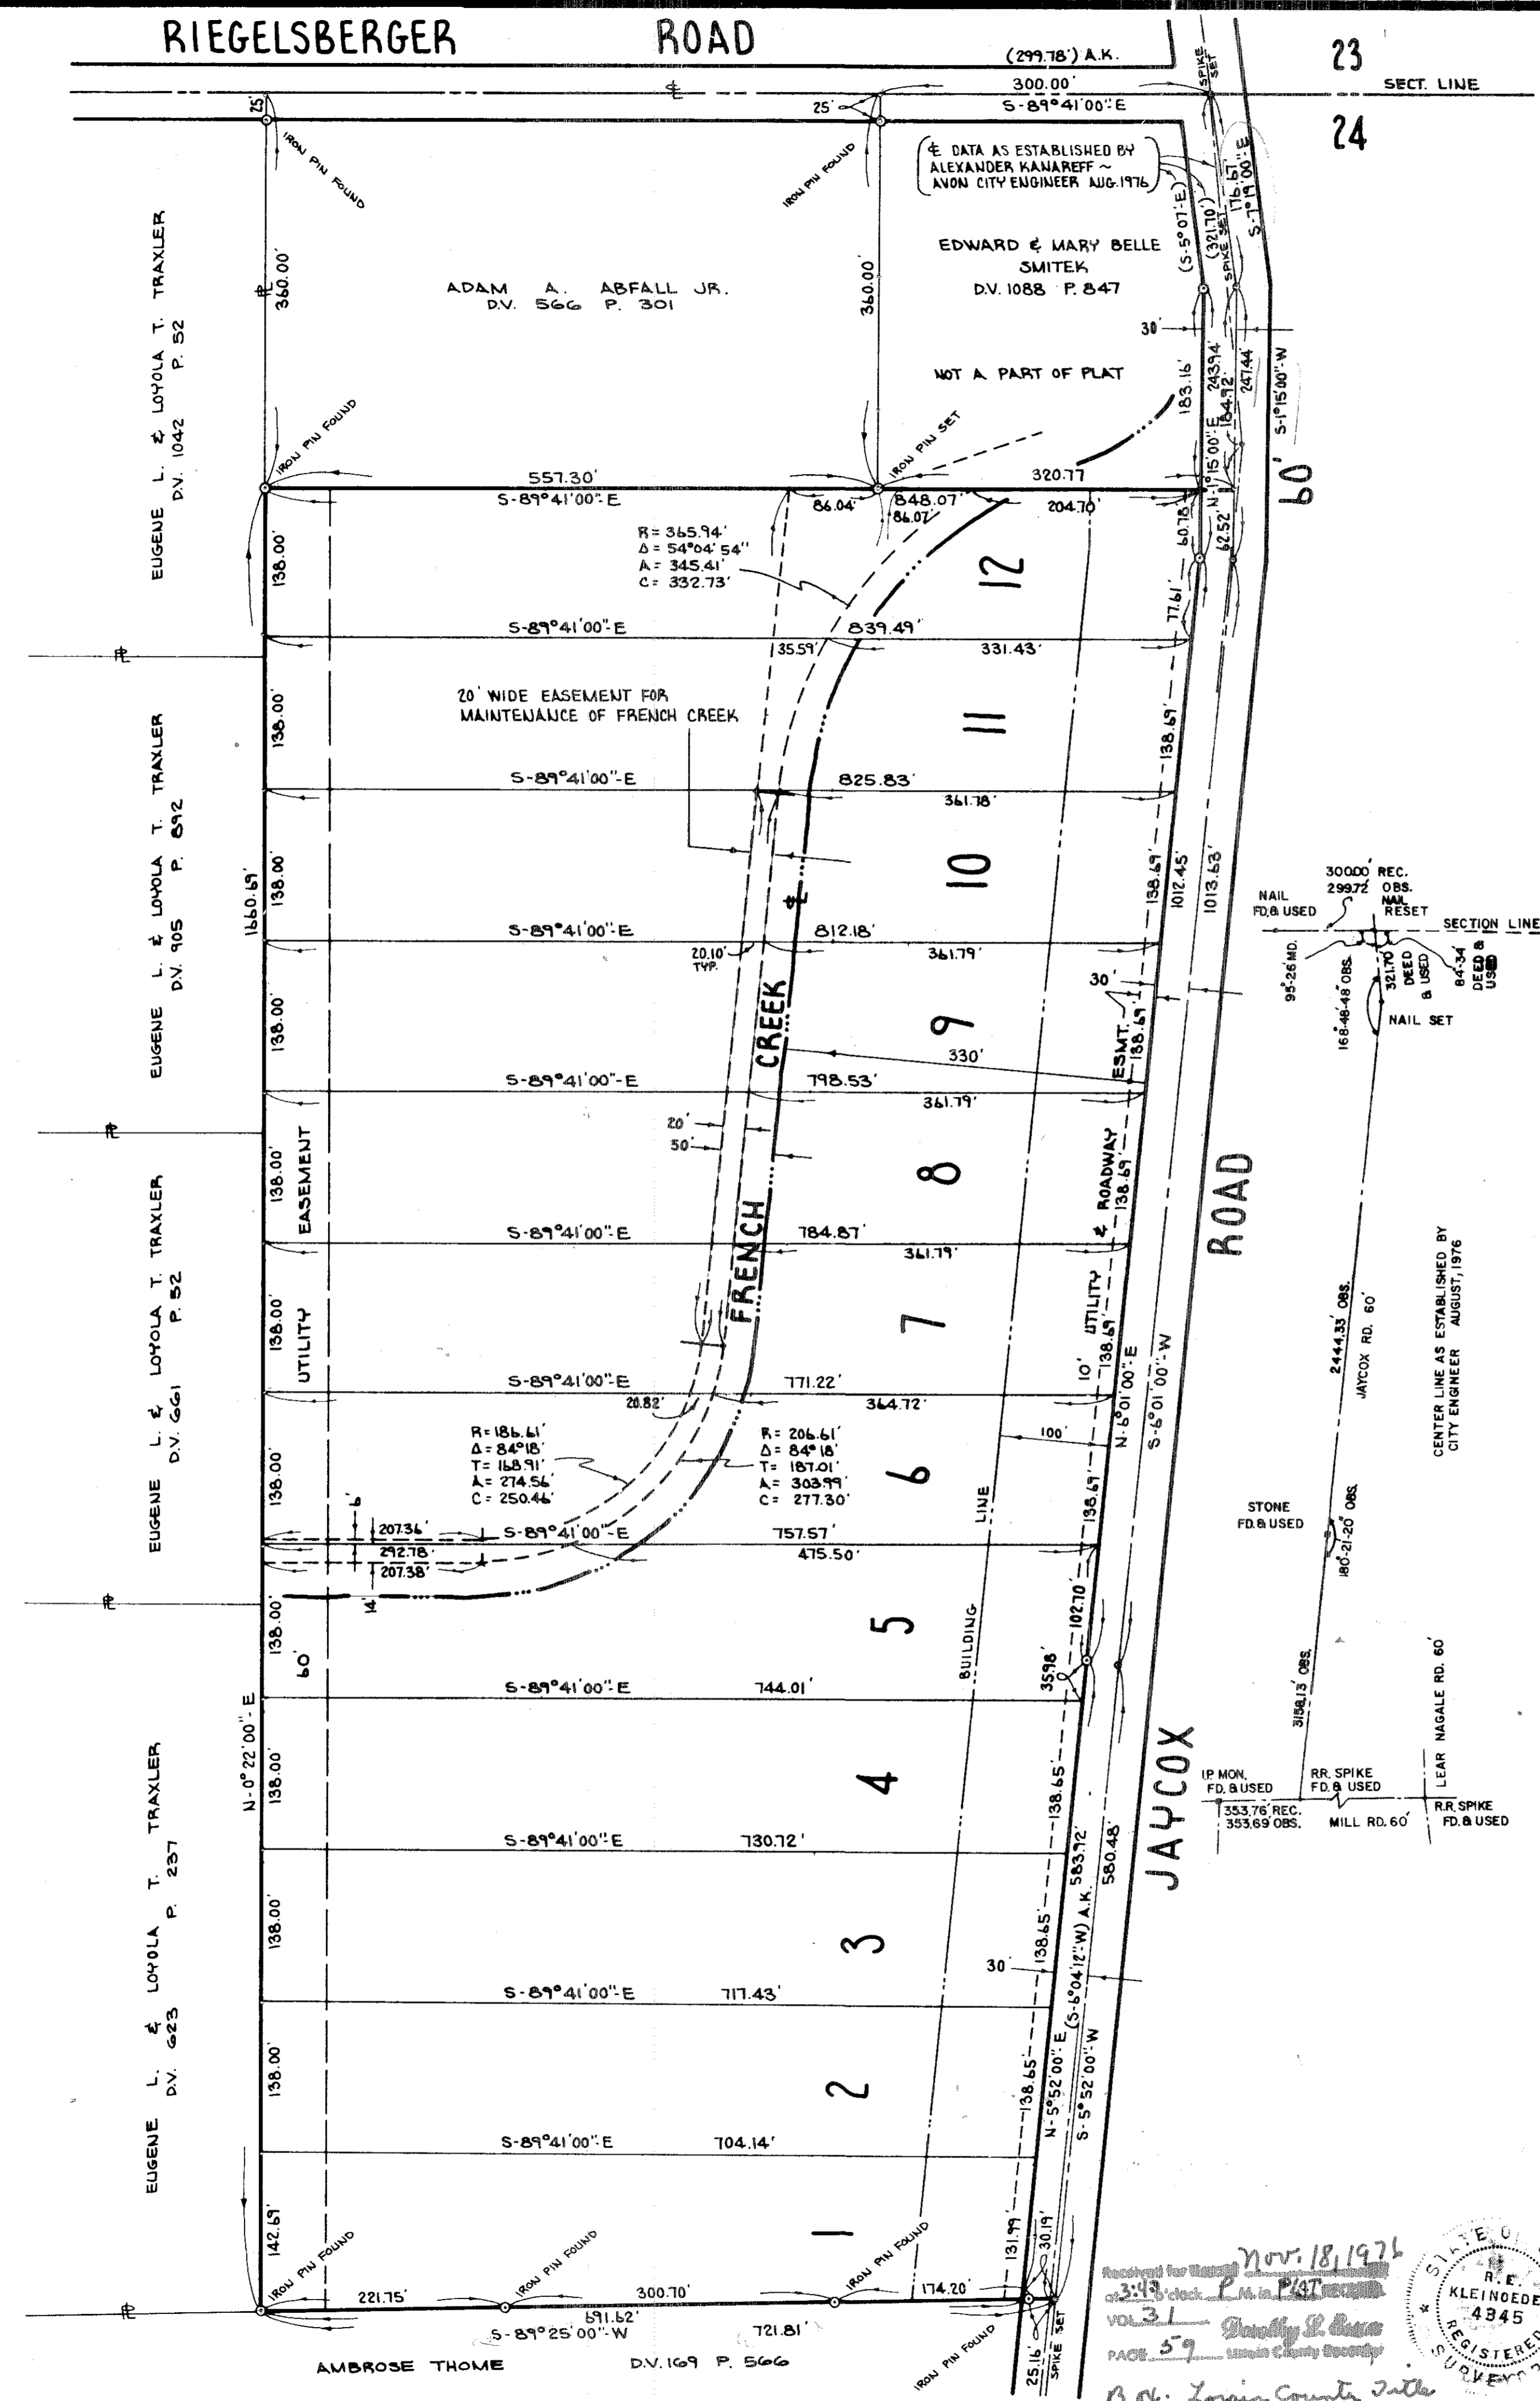 RIEGELSBERGER ROAD
(299.78') A.K.
300.00'
S-89°41'00"-E
23
SECT. LINE
24
SPIKE SET
25'
25'
IRON PIN FOUND
IRON PIN FOUND
₵ DATA AS ESTABLISHED BY
ALEXANDER KANAREFF ~
AVON CITY ENGINEER AUG. 1976
(S-5°07'-E)
(321.70')
SPIKE SET
176.67'
S-7°19'00"-E
EUGENE L. & LOYOLA T. TRAXLER
D.V. 1042 P. 52
360.00'
ADAM A. ABFALL JR.
D.V. 566 P. 301
360.00'
EDWARD & MARY BELLE
SMITEK
D.V. 1088 P. 847
30'
NOT A PART OF PLAT
183.16'
N-1°15'00"-E
243.94'
184.92'
247.44'
S-1°15'00"-W
60'
IRON PIN FOUND
IRON PIN SET
557.30'
S-89°41'00"-E
320.77
86.04'
848.07'
86.07'
204.70'
60.78'
62.52'
R = 365.94'
Δ = 54°04'54"
A = 345.41'
C = 332.73'
138.00'
12
77.61'
S-89°41'00"-E
839.49'
35.59'
331.43'
20' WIDE EASEMENT FOR
MAINTENANCE OF FRENCH CREEK
138.00'
11
138.69'
S-89°41'00"-E
825.83'
361.78'
EUGENE L. & LOYOLA T. TRAXLER
D.V. 905 P. 892
1660.69'
138.00'
10
138.69'
1012.45'
1013.63'
S-89°41'00"-E
812.18'
20.10'
TYP.
361.79'
138.00'
CREEK
9
30'
ESMT.
138.69'
330'
S-89°41'00"-E
798.53'
361.79'
NAIL
FD. & USED
300.00 REC.
299.72 OBS.
NAIL
RESET
SECTION LINE
95°-26' MD.
168-48-48" OBS.
321.70
DEED
& USED
84°-34'
DEED &
USED
NAIL SET
20'
50'
138.00'
EASEMENT
8
& ROADWAY
138.69'
ROAD
S-89°41'00"-E
784.87'
361.79'
EUGENE L. & LOYOLA T. TRAXLER
D.V. 661 P. 52
138.00'
UTILITY
FRENCH
7
10' UTILITY
138.69'
N-6°01'00"-E
S-6°01'00"-W
2444.33' OBS.
JAYCOX RD. 60'
CENTER LINE AS ESTABLISHED BY
CITY ENGINEER AUGUST, 1976
S-89°41'00"-E
771.22'
20.82'
364.72'
R = 186.61'
Δ = 84°18'
T = 168.91'
A = 274.56'
C = 250.46'
R = 206.61'
Δ = 84°18'
T = 187.01'
A = 303.99'
C = 277.30'
138.00'
6
100'
138.69'
LINE
STONE
FD. & USED
180°-21-20" OBS.
6'
207.36'
S-89°41'00"-E
757.57'
292.78'
475.50'
207.38'
14'
138.00'
60'
5
BUILDING
102.70'
35.98'
S-89°41'00"-E
744.01'
3158.13' OBS.
LEAR NAGALE RD. 60'
N-0°22'00"-E
138.00'
4
138.65'
JAYCOX
I.P. MON.
FD. & USED
RR. SPIKE
FD. & USED
353.76' REC.
353.69' OBS.
MILL RD. 60'
R.R. SPIKE
FD. & USED
S-89°41'00"-E
730.72'
583.92'
580.48'
EUGENE L. & LOYOLA T. TRAXLER
D.V. 623 P. 237
138.00'
3
138.65'
30'
(S-6°04'12"-W) A.K.
S-89°41'00"-E
717.43'
138.00'
2
138.65'
N-5°52'00"-E
S-5°52'00"-W
S-89°41'00"-E
704.14'
142.69'
1
131.99'
30.19'
IRON PIN FOUND
IRON PIN FOUND
IRON PIN FOUND
221.75'
300.70'
174.20'
691.62'
S-89°25'00"-W
721.81'
IRON PIN FOUND
25.16'
SPIKE SET
AMBROSE THOME
D.V. 169 P. 566
Received for Nov. 18, 1976
at 3:42 o'clock P M. in PLAT
VOL 31
PAGE 59 Lorain County Recorder
Lorain County Title
STATE O
R. E.
KLEINOEDE
4345
REGISTERED
SURVEYO